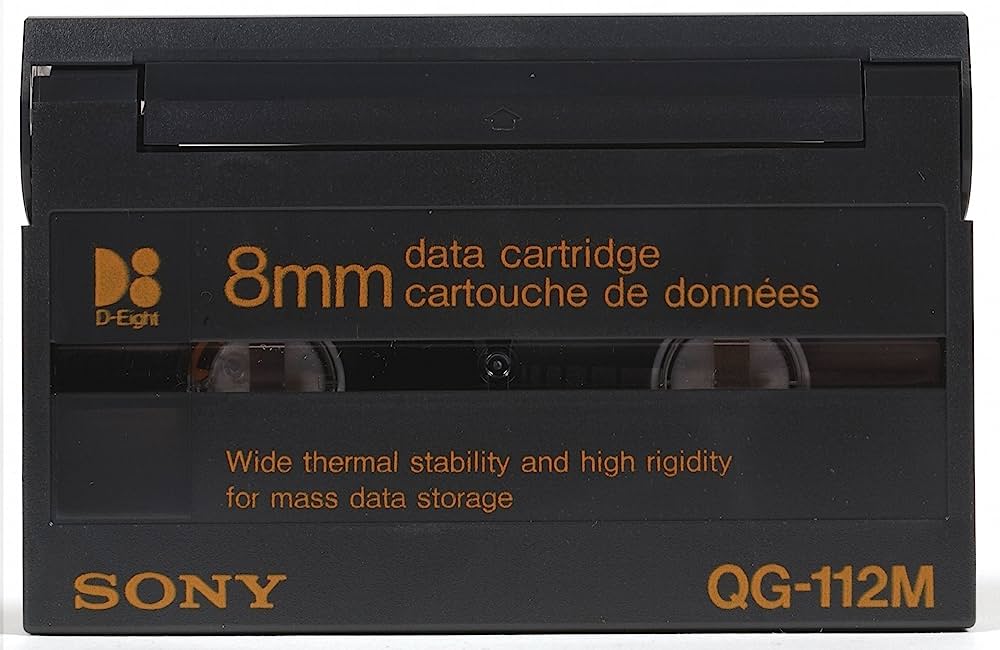 D8
D-Eight
8mm
data cartridge
cartouche de données
Wide thermal stability and high rigidity
for mass data storage
SONY
QG-112M